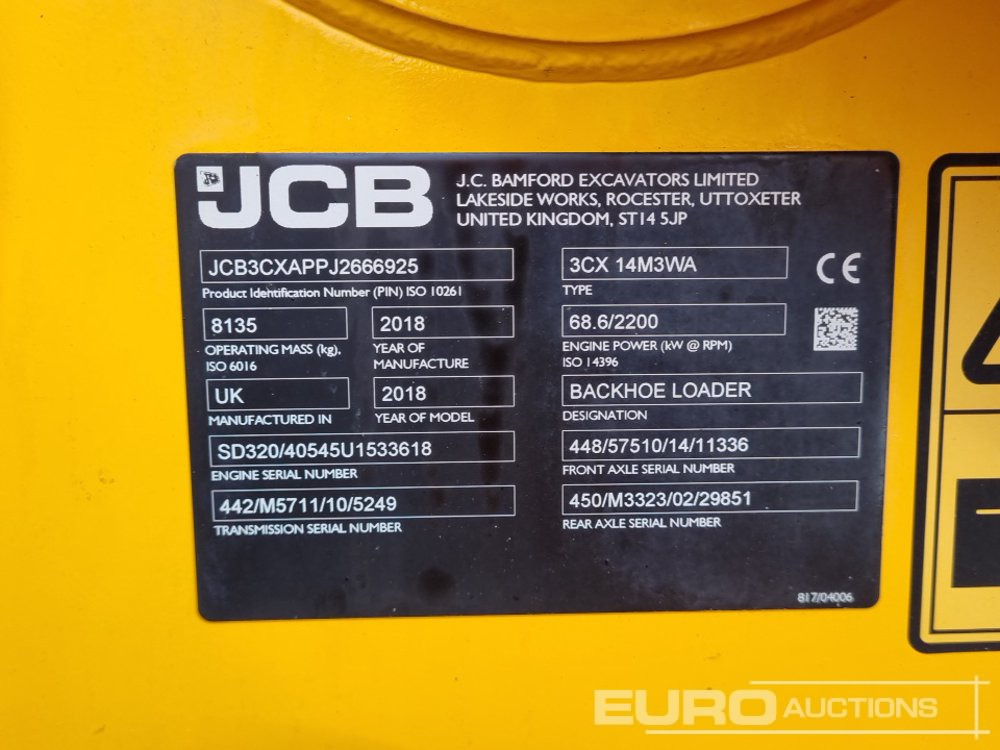 JCB
J.C. BAMFORD EXCAVATORS LIMITED
LAKESIDE WORKS, ROCESTER, UTTOXETER
UNITED KINGDOM, ST14 5JP
JCB3CXAPPJ2666925
Product Identification Number (PIN) ISO 10261
3CX 14M3WA
TYPE
CE
8135
OPERATING MASS (kg),
ISO 6016
2018
YEAR OF
MANUFACTURE
68.6/2200
ENGINE POWER (kW @ RPM)
ISO 14396
UK
MANUFACTURED IN
2018
YEAR OF MODEL
BACKHOE LOADER
DESIGNATION
SD320/40545U1533618
ENGINE SERIAL NUMBER
448/57510/14/11336
FRONT AXLE SERIAL NUMBER
442/M5711/10/5249
TRANSMISSION SERIAL NUMBER
450/M3323/02/29851
REAR AXLE SERIAL NUMBER
817/04006
EURO AUCTIONS